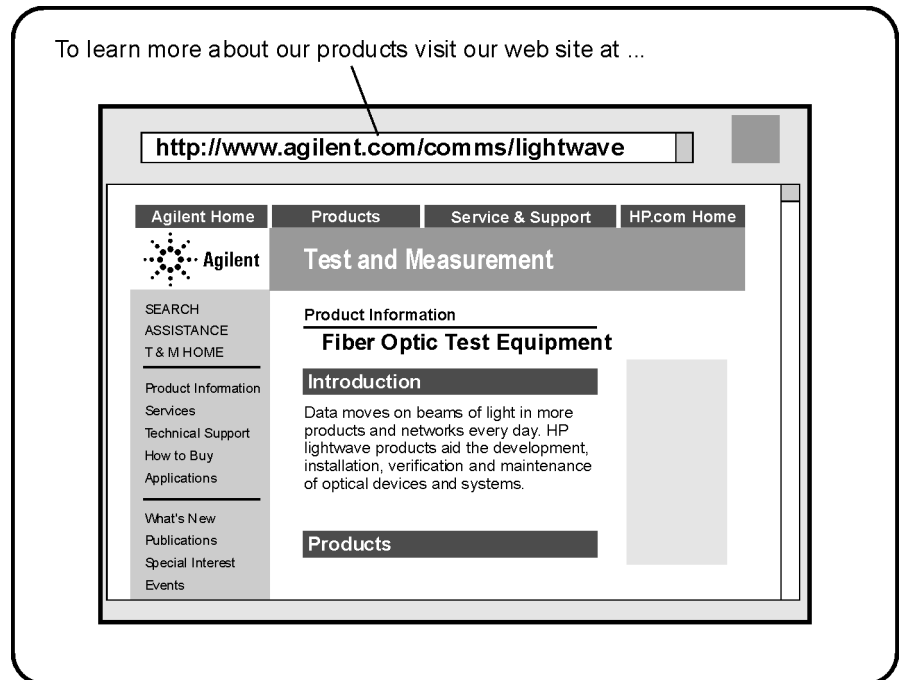 To learn more about our products visit our web site at ...
http://www.agilent.com/comms/lightwave
Agilent Home Products Service & Support HP.com Home
Agilent Test and Measurement
SEARCH
ASSISTANCE
T & M HOME
Product Information
Services
Technical Support
How to Buy
Applications
What's New
Publications
Special Interest
Events
Product Information
Fiber Optic Test Equipment
Introduction
Data moves on beams of light in more
products and networks every day. HP
lightwave products aid the development,
installation, verification and maintenance
of optical devices and systems.
Products